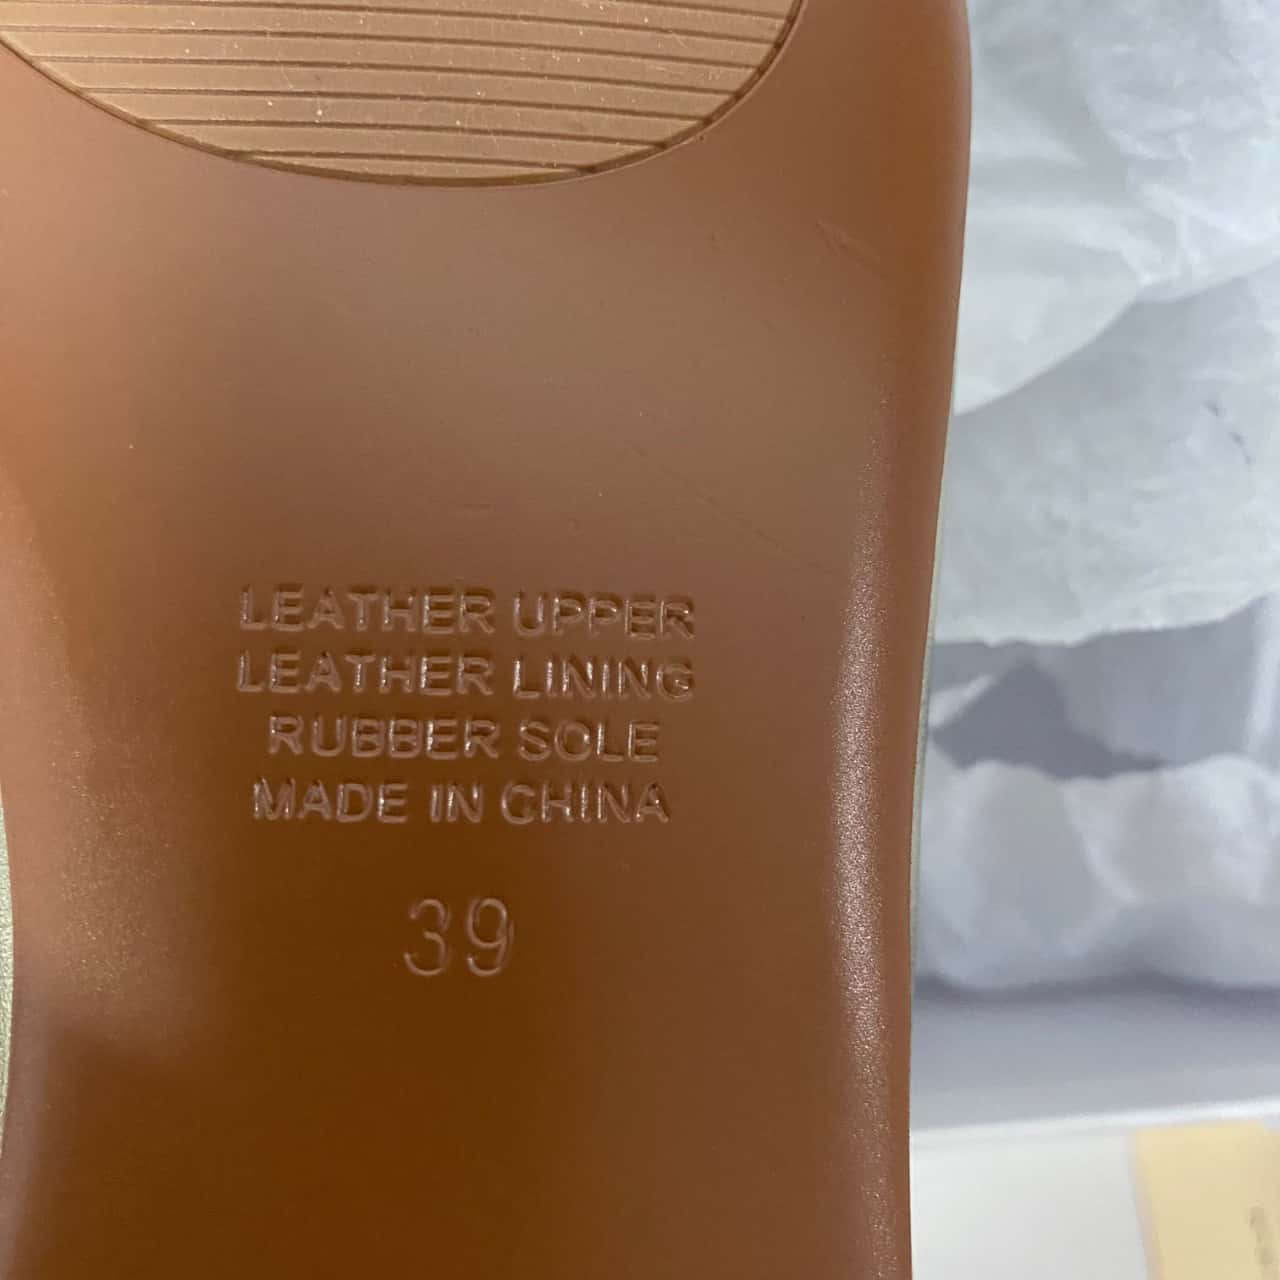 LEATHER UPPER
LEATHER LINING
RUBBER SOLE
MADE IN CHINA
39